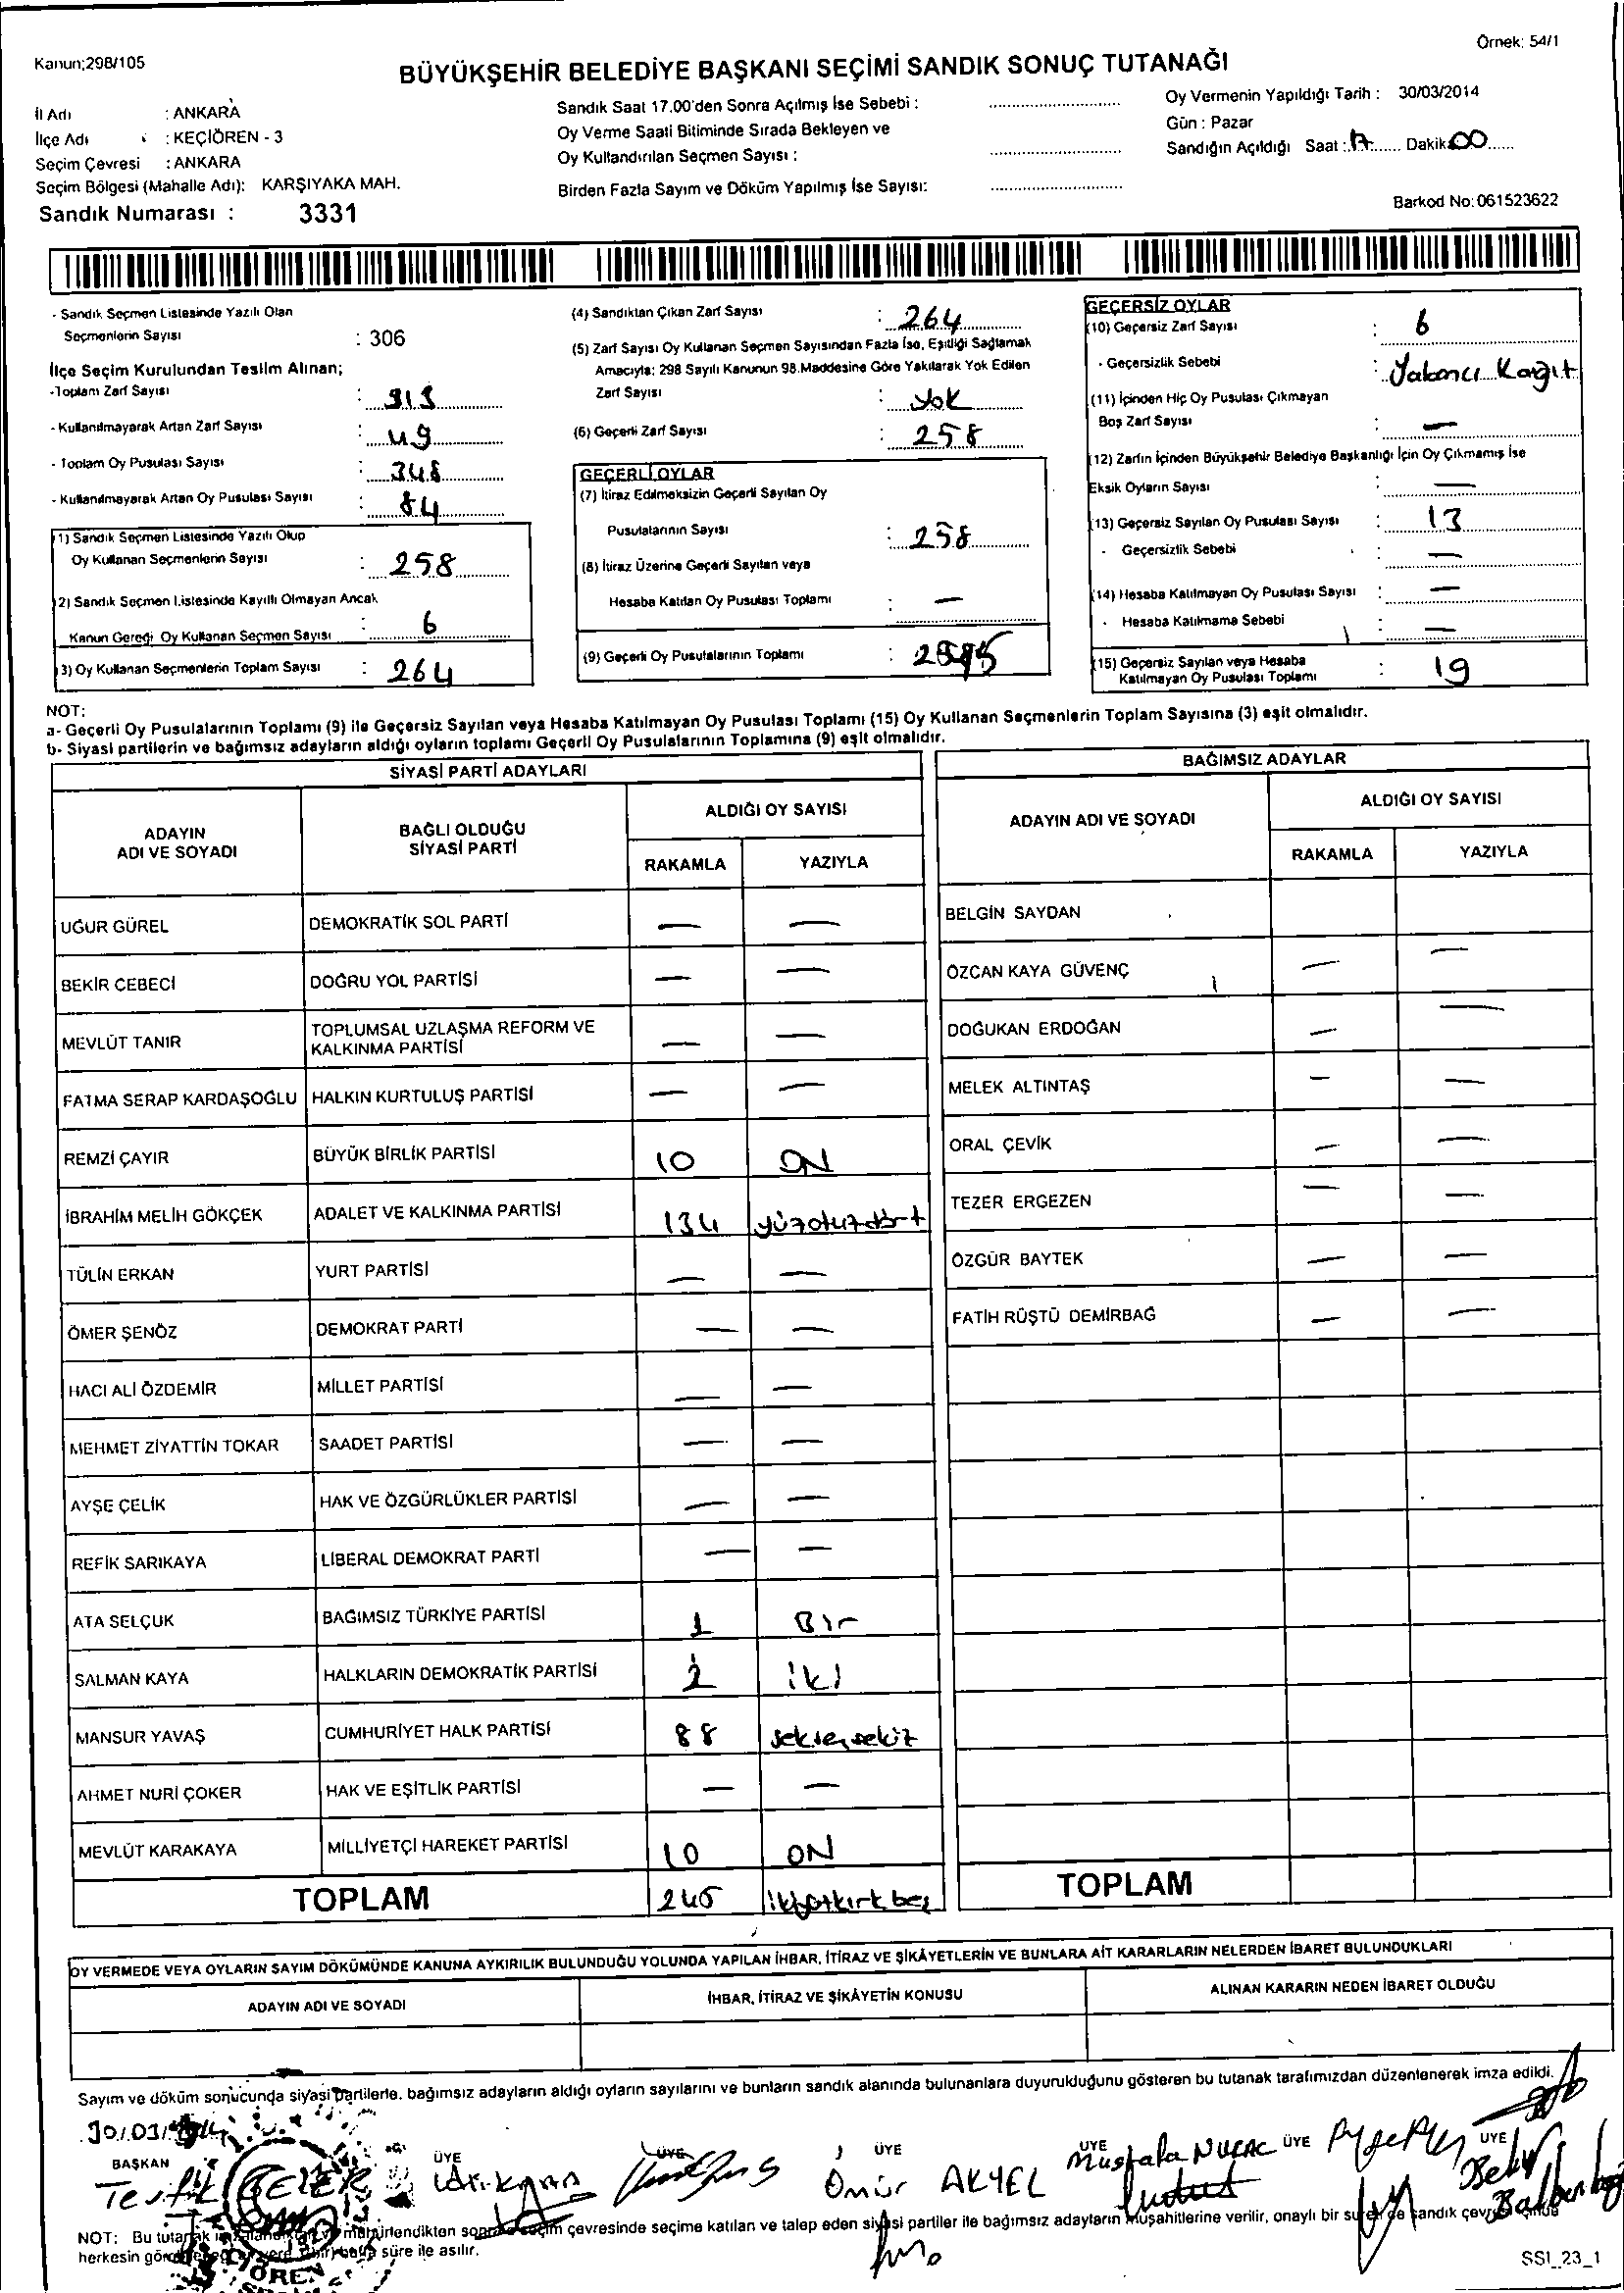 Örnek: 54/1
Kanun;298/105
BÜYÜKŞEHİR BELEDİYE BAŞKANI SEÇİMİ SANDIK SONUÇ TUTANAĞI
İl Adı : ANKARA
İlçe Adı : KEÇİÖREN - 3
Seçim Çevresi : ANKARA
Seçim Bölgesi (Mahalle Adı): KARŞIYAKA MAH.
Sandık Numarası : 3331
Sandık Saat 17.00'den Sonra Açılmış İse Sebebi :
Oy Verme Saati Bitiminde Sırada Bekleyen ve
Oy Kullandırılan Seçmen Sayısı :
Birden Fazla Sayım ve Döküm Yapılmış İse Sayısı:
Oy Vermenin Yapıldığı Tarih : 30/03/2014
Gün : Pazar
Sandığın Açıldığı Saat : 17 Dakik 00
Barkod No: 061523622
- Sandık Seçmen Listesinde Yazılı Olan
Seçmenlerin Sayısı : 306
İlçe Seçim Kurulundan Teslim Alınan;
-Toplam Zarf Sayısı : 313
- Kullanılmayarak Artan Zarf Sayısı : 49
- Toplam Oy Pusulası Sayısı : 348
- Kullanılmayarak Artan Oy Pusulası Sayısı : 84
(1) Sandık Seçmen Listesinde Yazılı Olup
Oy Kullanan Seçmenlerin Sayısı : 258
(2) Sandık Seçmen Listesinde Kayıtlı Olmayan Ancak
Kanun Gereği Oy Kullanan Seçmen Sayısı : 6
(3) Oy Kullanan Seçmenlerin Toplam Sayısı : 264
(4) Sandıktan Çıkan Zarf Sayısı : 264
(5) Zarf Sayısı Oy Kullanan Seçmen Sayısından Fazla İse, Eşitliği Sağlamak
Amacıyla; 298 Sayılı Kanunun 98.Maddesine Göre Yakılarak Yok Edilen
Zarf Sayısı : Yok
(6) Geçerli Zarf Sayısı : 258
GEÇERLİ OYLAR
(7) İtiraz Edilmeksizin Geçerli Sayılan Oy
Pusulalarının Sayısı : 258
(8) İtiraz Üzerine Geçerli Sayılan veya
Hesaba Katılan Oy Pusulası Toplamı : —
(9) Geçerli Oy Pusulalarının Toplamı :
GEÇERSİZ OYLAR
(10) Geçersiz Zarf Sayısı : 6
- Geçersizlik Sebebi : Yabancı Kağıt
(11) İçinden Hiç Oy Pusulası Çıkmayan
Boş Zarf Sayısı : —
(12) Zarfın İçinden Büyükşehir Belediye Başkanlığı İçin Oy Çıkmamış İse
Eksik Oyların Sayısı : —
(13) Geçersiz Sayılan Oy Pusulası Sayısı : 13
- Geçersizlik Sebebi : —
(14) Hesaba Katılmayan Oy Pusulası Sayısı : —
- Hesaba Katılmama Sebebi : —
(15) Geçersiz Sayılan veya Hesaba
Katılmayan Oy Pusulası Toplamı : 19
NOT:
a- Geçerli Oy Pusulalarının Toplamı (9) ile Geçersiz Sayılan veya Hesaba Katılmayan Oy Pusulası Toplamı (15) Oy Kullanan Seçmenlerin Toplam Sayısına (3) eşit olmalıdır.
b- Siyasi partilerin ve bağımsız adayların aldığı oyların toplamı Geçerli Oy Pusulalarının Toplamına (9) eşit olmalıdır.
SİYASİ PARTİ ADAYLARI
ADAYIN
ADI VE SOYADI
BAĞLI OLDUĞU
SİYASİ PARTİ
ALDIĞI OY SAYISI
RAKAMLA YAZIYLA
UĞUR GÜREL DEMOKRATİK SOL PARTİ — —
BEKİR CEBECİ DOĞRU YOL PARTİSİ — —
MEVLÜT TANIR TOPLUMSAL UZLAŞMA REFORM VE
KALKINMA PARTİSİ — —
FATMA SERAP KARDAŞOĞLU HALKIN KURTULUŞ PARTİSİ — —
REMZİ ÇAYIR BÜYÜK BİRLİK PARTİSİ 10 ON
İBRAHİM MELİH GÖKÇEK ADALET VE KALKINMA PARTİSİ 134 yüzotuzdört
TÜLİN ERKAN YURT PARTİSİ — —
ÖMER ŞENÖZ DEMOKRAT PARTİ — —
HACI ALİ ÖZDEMİR MİLLET PARTİSİ — —
MEHMET ZİYATTİN TOKAR SAADET PARTİSİ — —
AYŞE ÇELİK HAK VE ÖZGÜRLÜKLER PARTİSİ — —
REFİK SARIKAYA LİBERAL DEMOKRAT PARTİ — —
ATA SELÇUK BAĞIMSIZ TÜRKİYE PARTİSİ 1 Bir
SALMAN KAYA HALKLARIN DEMOKRATİK PARTİSİ 2 iki
MANSUR YAVAŞ CUMHURİYET HALK PARTİSİ 88 seksensekiz
AHMET NURİ ÇOKER HAK VE EŞİTLİK PARTİSİ — —
MEVLÜT KARAKAYA MİLLİYETÇİ HAREKET PARTİSİ 10 ON
TOPLAM 245 ikiyüzkırkbeş
BAĞIMSIZ ADAYLAR
ADAYIN ADI VE SOYADI
ALDIĞI OY SAYISI
RAKAMLA YAZIYLA
BELGİN SAYDAN
ÖZCAN KAYA GÜVENÇ — —
DOĞUKAN ERDOĞAN — —
MELEK ALTINTAŞ — —
ORAL ÇEVİK — —
TEZER ERGEZEN — —
ÖZGÜR BAYTEK — —
FATİH RÜŞTÜ DEMİRBAĞ — —
TOPLAM
OY VERMEDE VEYA OYLARIN SAYIM DÖKÜMÜNDE KANUNA AYKIRILIK BULUNDUĞU YOLUNDA YAPILAN İHBAR, İTİRAZ VE ŞİKÂYETLERİN VE BUNLARA AİT KARARLARIN NELERDEN İBARET BULUNDUKLARI
ADAYIN ADI VE SOYADI İHBAR, İTİRAZ VE ŞİKÂYETİN KONUSU ALINAN KARARIN NEDEN İBARET OLDUĞU
Sayım ve döküm sonucunda siyasi partilerle, bağımsız adayların aldığı oyların sayılarını ve bunların sandık alanında bulunanlara duyurulduğunu gösteren bu tutanak tarafımızdan düzenlenerek imza edildi.
30/03/
BAŞKAN ÜYE ÜYE ÜYE ÜYE ÜYE ÜYE
Ömür AKYEL
Mustafa
NOT: Bu tutanak mühürlendikten sonra seçim çevresinde seçime katılan ve talep eden siyasi partiler ile bağımsız adayların müşahitlerine verilir, onaylı bir sureti de sandık çevresi içinde
herkesin bir hafta süre ile asılır.
SSI_23_1